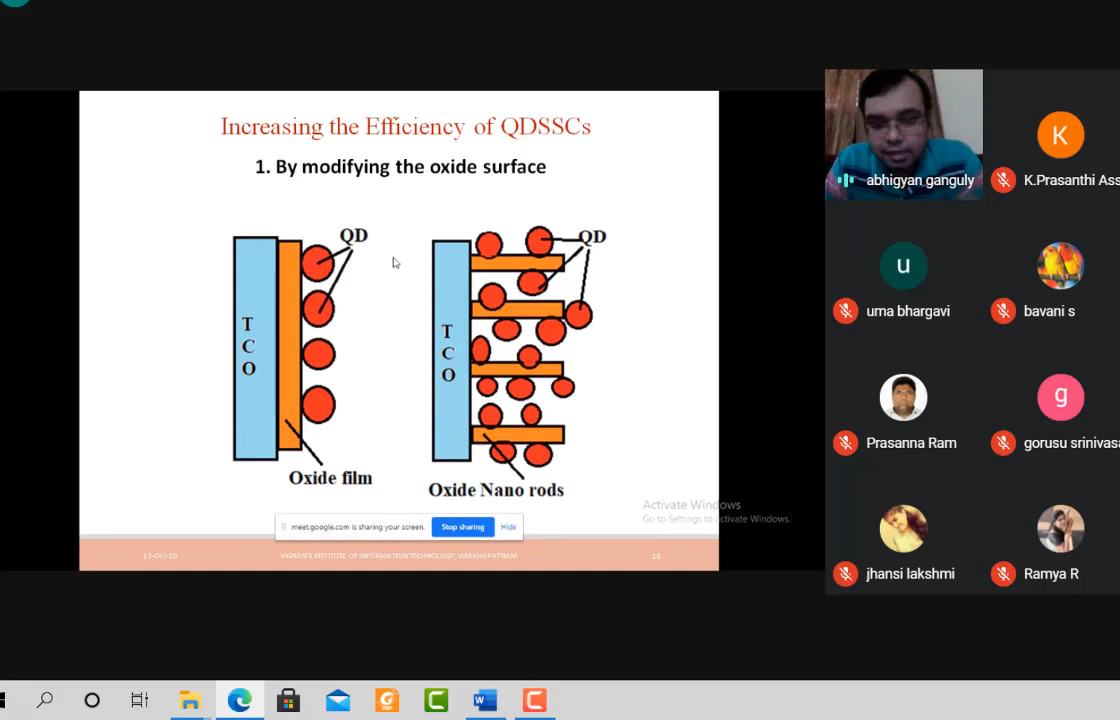 Increasing the Efficiency of QDSSCs
1. By modifying the oxide surface
QD
QD
T
C
O
T
C
O
Oxide film
Oxide Nano rods
meet.google.com is sharing your screen.
Stop sharing
Hide
Activate Windows
Go to Settings to Activate Windows.
17-Oct-20
VIGNAN'S INSTITUTE OF INFORMATION TECHNOLOGY, VISAKHAPATNAM
16
abhigyan ganguly
K
K.Prasanthi Ass
u
uma bhargavi
bavani s
Prasanna Ram
g
gorusu srinivasa
jhansi lakshmi
Ramya R